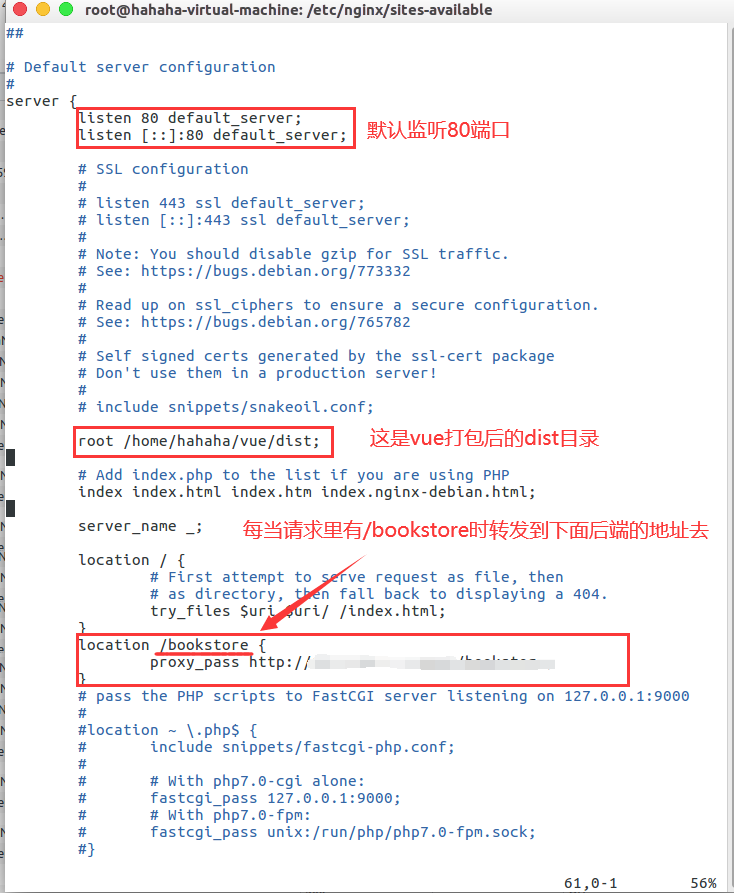 root@hahaha-virtual-machine: /etc/nginx/sites-available
##
# Default server configuration
#
server {
listen 80 default_server;
listen [::]:80 default_server;
默认监听80端口
# SSL configuration
#
# listen 443 ssl default_server;
# listen [::]:443 ssl default_server;
#
# Note: You should disable gzip for SSL traffic.
# See: https://bugs.debian.org/773332
#
# Read up on ssl_ciphers to ensure a secure configuration.
# See: https://bugs.debian.org/765782
#
# Self signed certs generated by the ssl-cert package
# Don't use them in a production server!
#
# include snippets/snakeoil.conf;
root /home/hahaha/vue/dist;
这是vue打包后的dist目录
# Add index.php to the list if you are using PHP
index index.html index.htm index.nginx-debian.html;
server_name _;
每当请求里有/bookstore时转发到下面后端的地址去
location / {
# First attempt to serve request as file, then
# as directory, then fall back to displaying a 404.
try_files $uri $uri/ /index.html;
}
location /bookstore {
proxy_pass http://
}
# pass the PHP scripts to FastCGI server listening on 127.0.0.1:9000
#
#location ~ \.php$ {
# include snippets/fastcgi-php.conf;
#
# # With php7.0-cgi alone:
# fastcgi_pass 127.0.0.1:9000;
# # With php7.0-fpm:
# fastcgi_pass unix:/run/php/php7.0-fpm.sock;
#}
61,0-1 56%